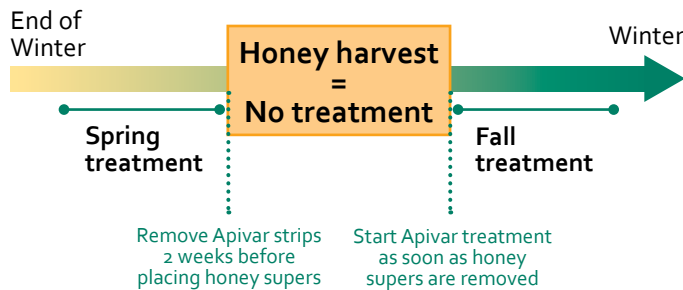 End of
Winter
Honey harvest
=
No treatment
Winter
Spring
treatment
Fall
treatment
Remove Apivar strips
2 weeks before
placing honey supers
Start Apivar treatment
as soon as honey
supers are removed